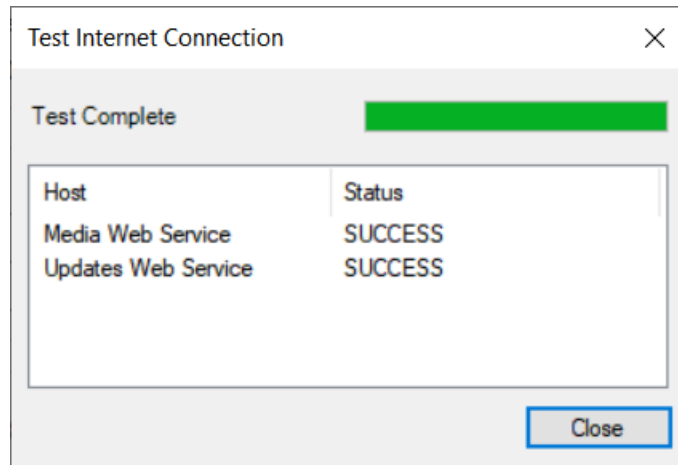 Test Internet Connection
Test Complete
Host Status
Media Web Service SUCCESS
Updates Web Service SUCCESS
Close